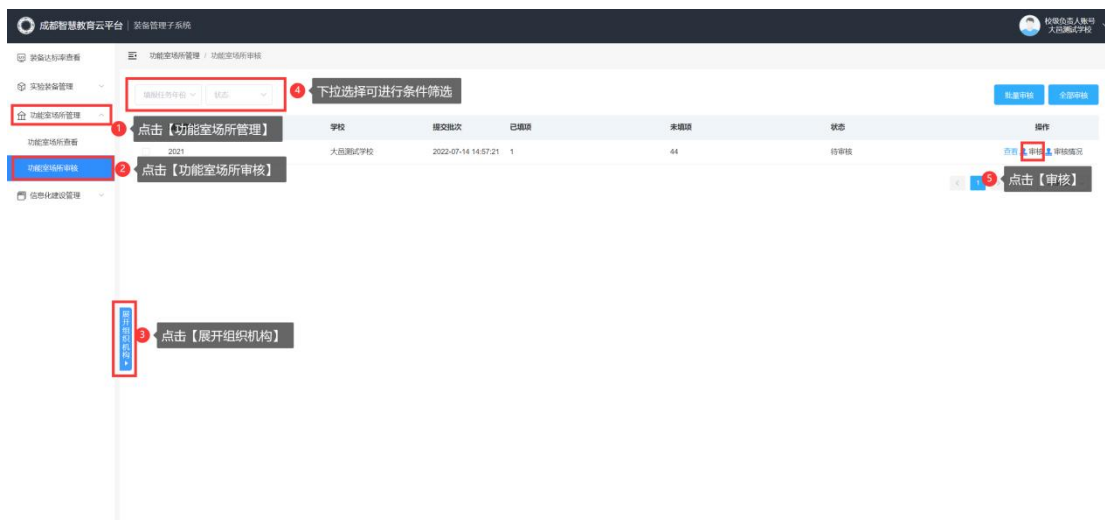 成都智慧教育云平台 | 装备管理子系统
校级负责人账号
大邑测试学校
装备达标率查看
功能室场所管理 / 功能室场所审核
实验装备管理
填报任务年份
状态
4 下拉选择可进行条件筛选
批量审核
全部审核
功能室场所管理
1 点击【功能室场所管理】
学校
提交批次
已填项
未填项
状态
操作
功能室场所查看
2021
大邑测试学校
2022-07-14 14:57:21
1
44
待审核
查看
审核
审核情况
功能室场所审核
2 点击【功能室场所审核】
1
5 点击【审核】
信息化建设管理
展开组织机构
3 点击【展开组织机构】